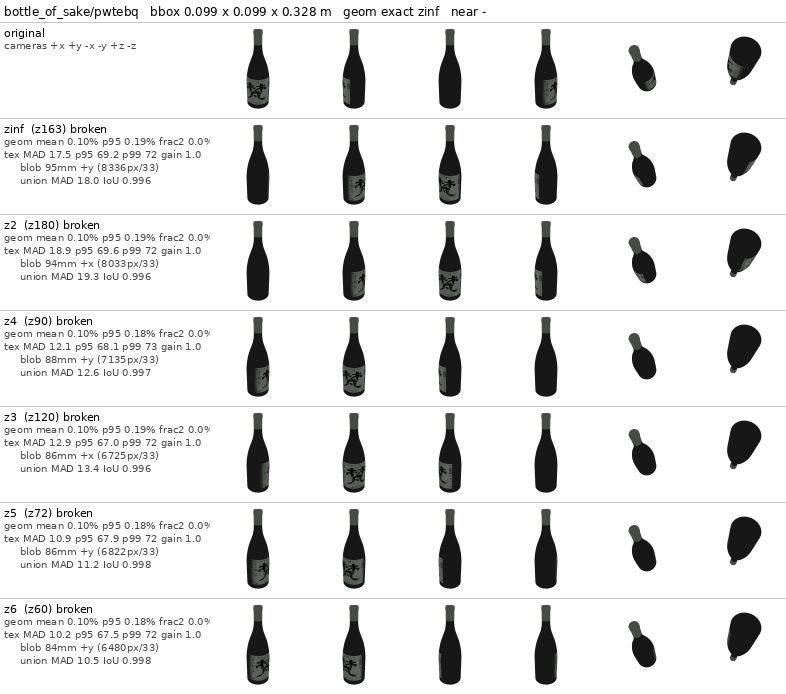 bottle_of_sake/pwtebq bbox 0.099 x 0.099 x 0.328 m geom exact zinf near -
original
cameras +x +y -x -y +z -z
zinf (z163) broken
geom mean 0.10% p95 0.19% frac2 0.0%
tex MAD 17.5 p95 69.2 p99 72 gain 1.0
blob 95mm +y (8336px/33)
union MAD 18.0 IoU 0.996
z2 (z180) broken
geom mean 0.10% p95 0.19% frac2 0.0%
tex MAD 18.9 p95 69.6 p99 72 gain 1.0
blob 94mm +x (8033px/33)
union MAD 19.3 IoU 0.996
z4 (z90) broken
geom mean 0.10% p95 0.18% frac2 0.0%
tex MAD 12.1 p95 68.1 p99 73 gain 1.0
blob 88mm +y (7135px/33)
union MAD 12.6 IoU 0.997
z3 (z120) broken
geom mean 0.10% p95 0.19% frac2 0.0%
tex MAD 12.9 p95 67.0 p99 72 gain 1.0
blob 86mm +x (6725px/33)
union MAD 13.4 IoU 0.996
z5 (z72) broken
geom mean 0.10% p95 0.18% frac2 0.0%
tex MAD 10.9 p95 67.9 p99 72 gain 1.0
blob 86mm +y (6822px/33)
union MAD 11.2 IoU 0.998
z6 (z60) broken
geom mean 0.10% p95 0.18% frac2 0.0%
tex MAD 10.2 p95 67.5 p99 72 gain 1.0
blob 84mm +y (6480px/33)
union MAD 10.5 IoU 0.998